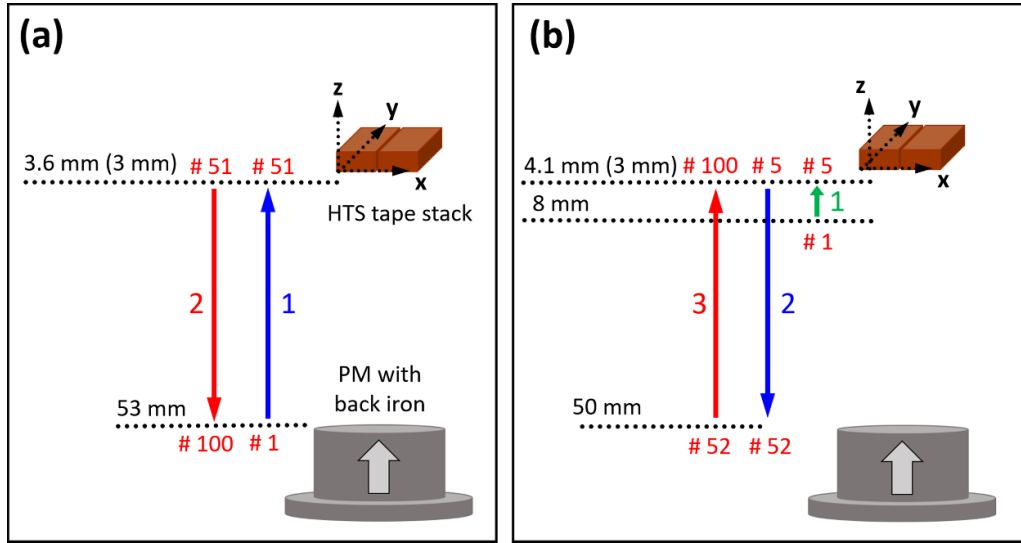 (a)
z
y
3.6 mm (3 mm) # 51 # 51
x
HTS tape stack
2 1
PM with
back iron
53 mm
# 100 # 1
(b)
z
y
4.1 mm (3 mm) # 100 # 5 # 5
x
8 mm
1
# 1
3 2
50 mm
# 52 # 52